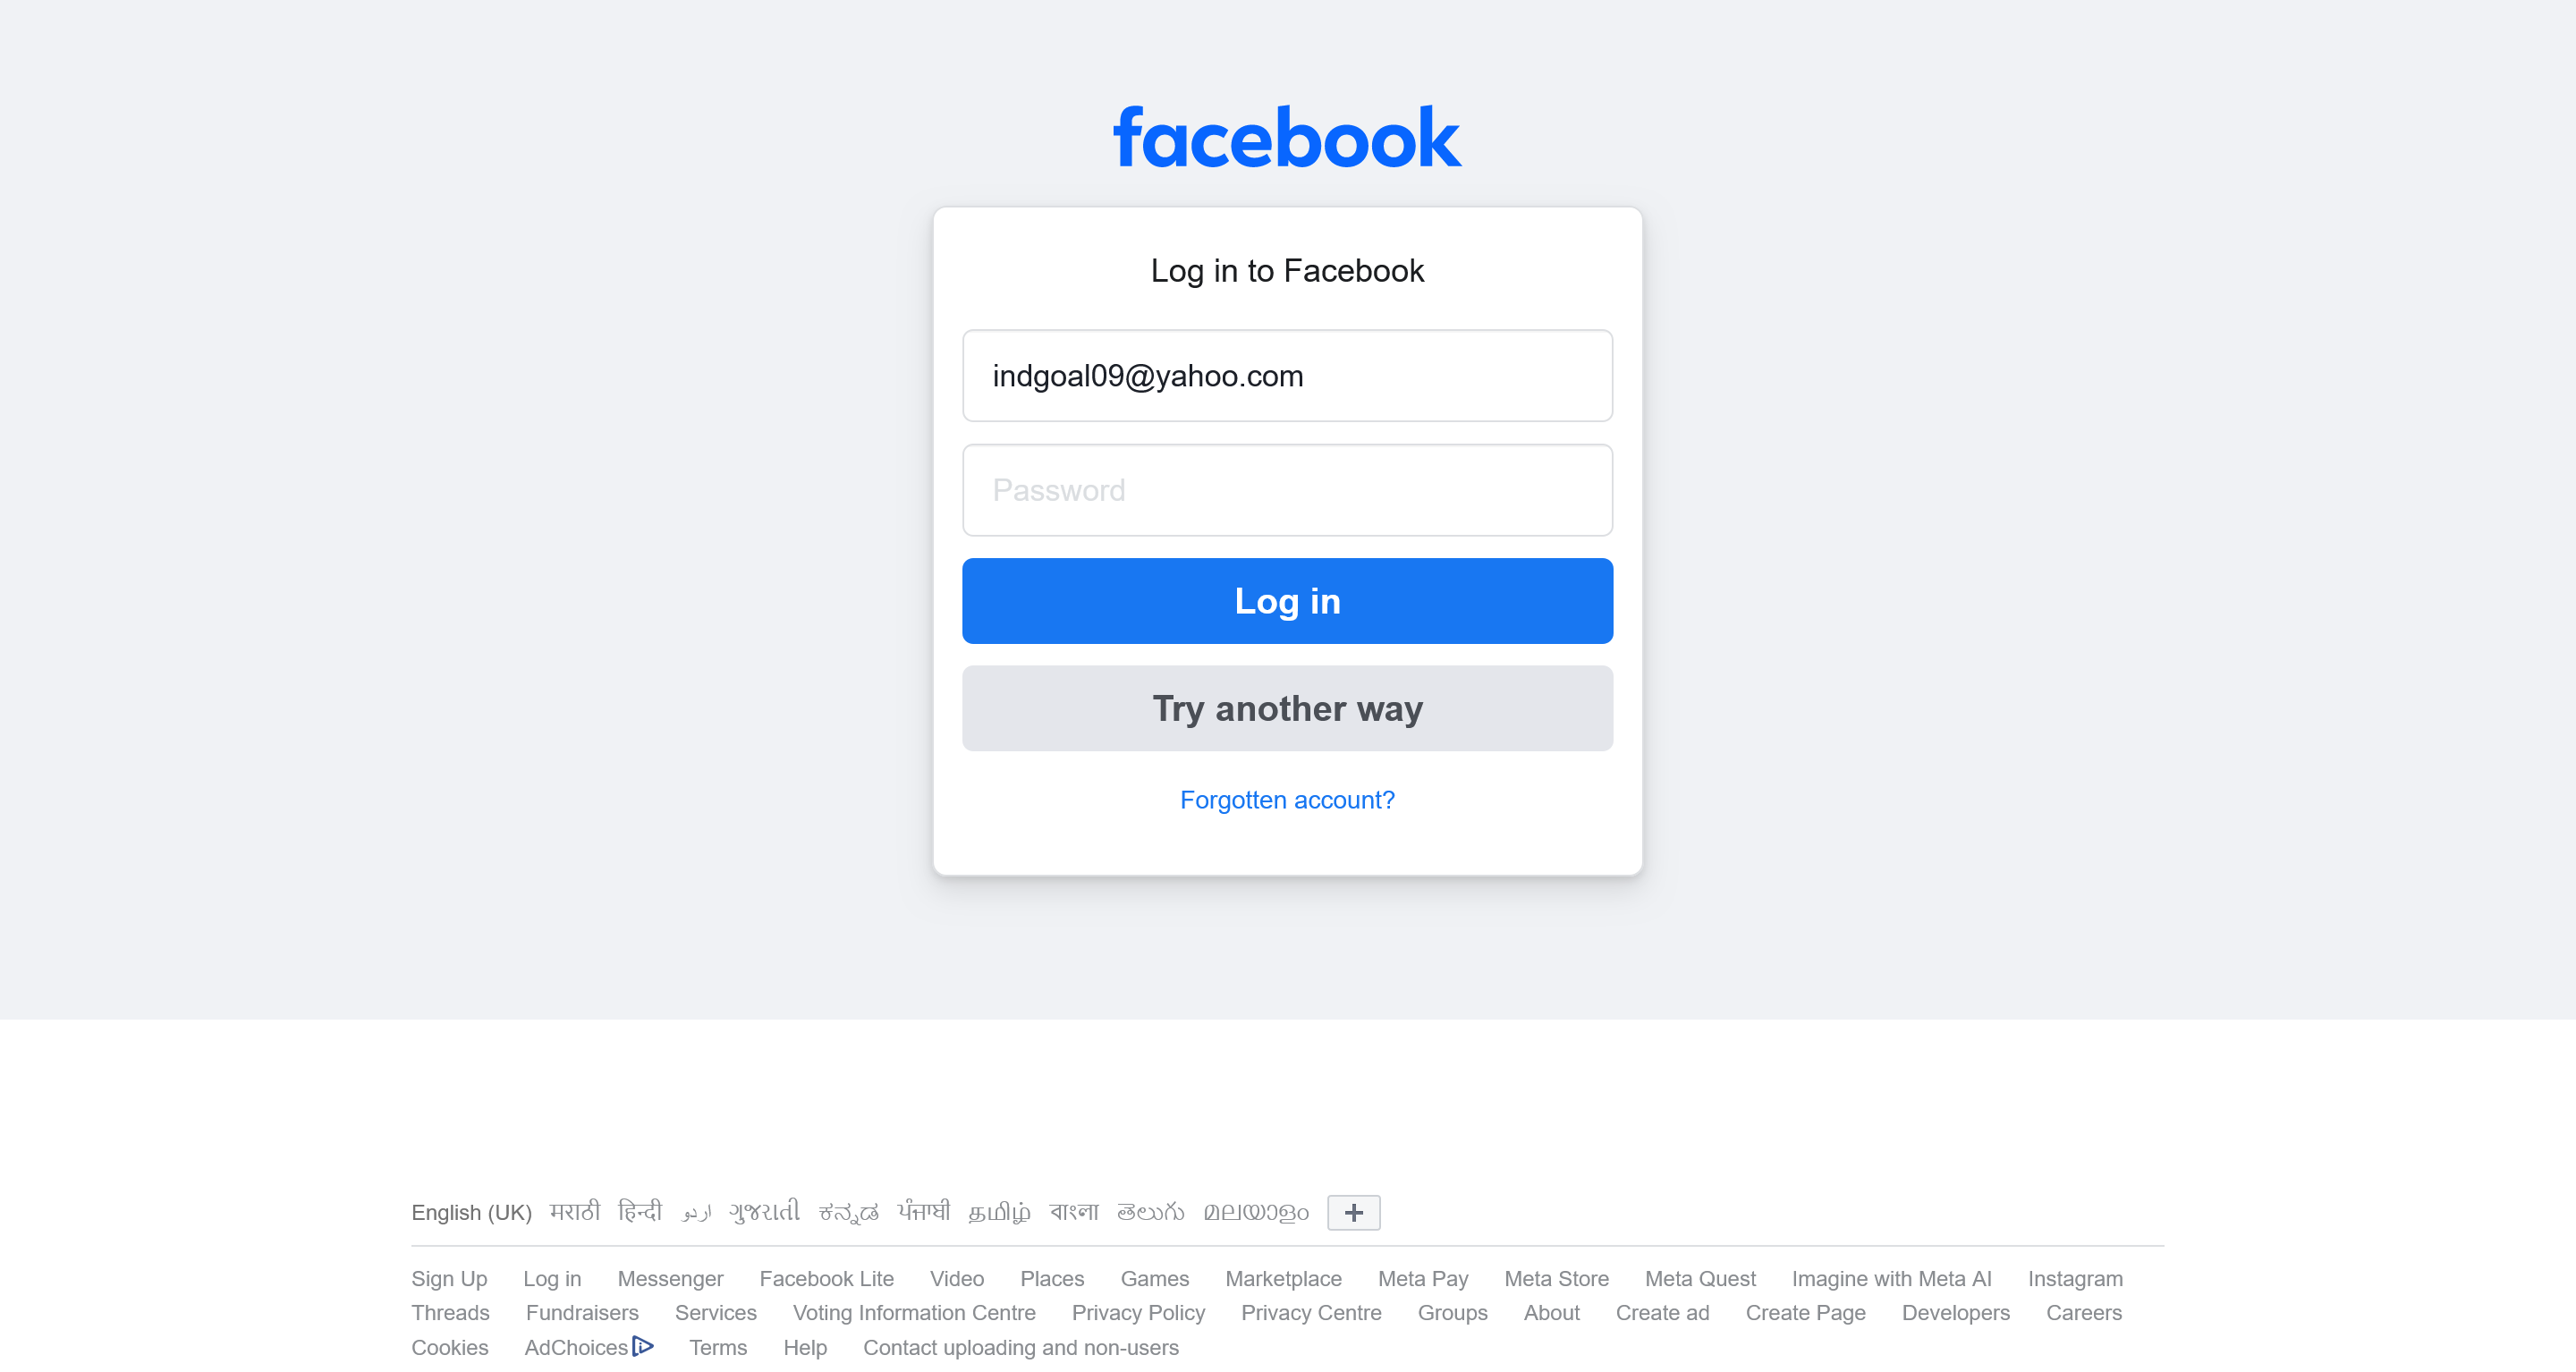 facebook
Log in to Facebook
indgoal09@yahoo.com
Password
Log in
Try another way
Forgotten account?
English (UK) मराठी हिन्दी اردو ગુજરાતી ಕನ್ನಡ ਪੰਜਾਬੀ தமிழ் বাংলা తెలుగు മലയാളം
Sign Up Log in Messenger Facebook Lite Video Places Games Marketplace Meta Pay Meta Store Meta Quest Imagine with Meta AI Instagram
Threads Fundraisers Services Voting Information Centre Privacy Policy Privacy Centre Groups About Create ad Create Page Developers Careers
Cookies AdChoices Terms Help Contact uploading and non-users